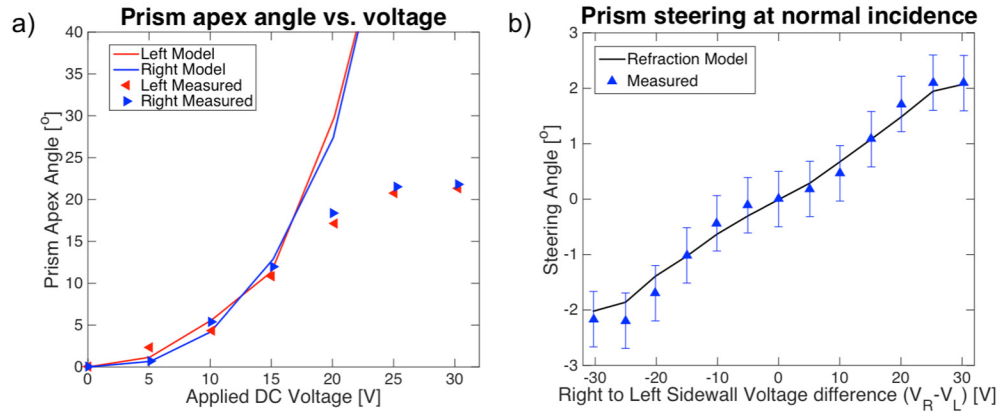 a)
Prism apex angle vs. voltage
Prism Apex Angle [o]
40
35
30
25
20
15
10
5
0
Left Model
Right Model
Left Measured
Right Measured
0 5 10 15 20 25 30
Applied DC Voltage [V]
b)
Prism steering at normal incidence
Steering Angle [o]
3
2
1
0
-1
-2
-3
Refraction Model
Measured
-30 -20 -10 0 10 20 30
Right to Left Sidewall Voltage difference (VR-VL) [V]